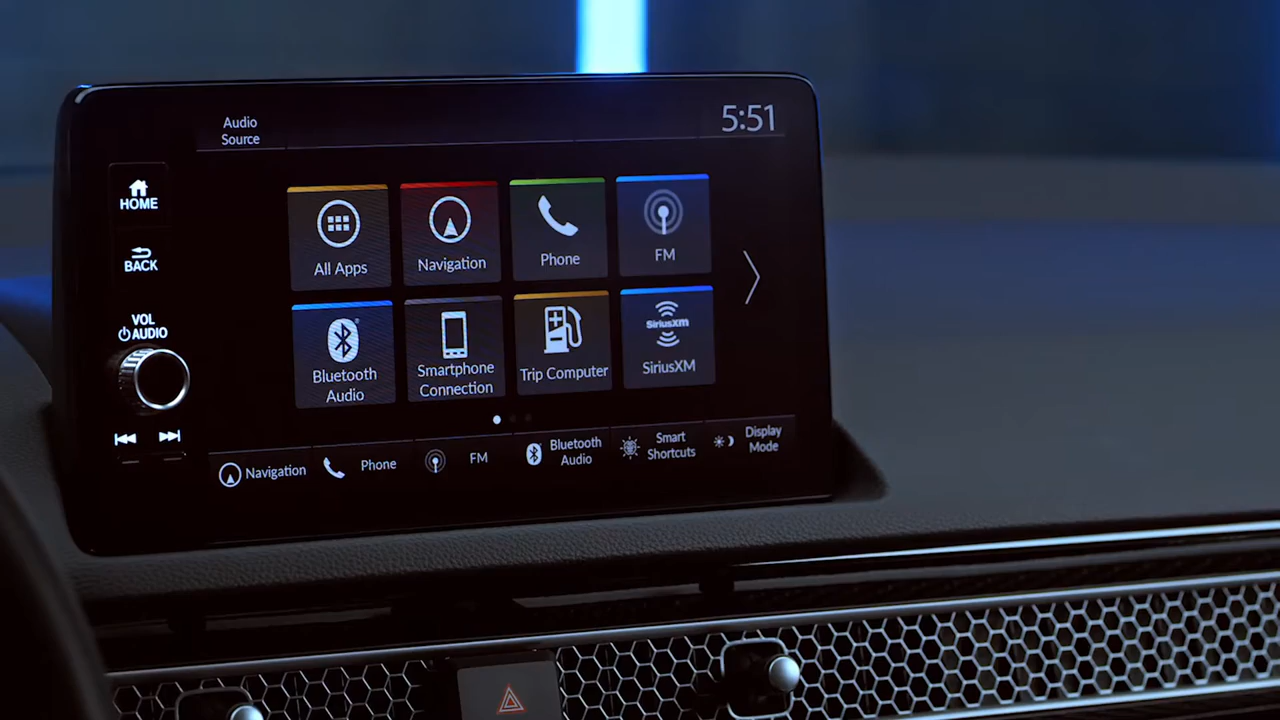 Audio
Source
5:51
HOME
BACK
VOL
AUDIO
All Apps
Navigation
Phone
FM
Bluetooth
Audio
Smartphone
Connection
Trip Computer
SiriusXM
SiriusXM
Navigation
Phone
FM
Bluetooth
Audio
Smart
Shortcuts
Display
Mode